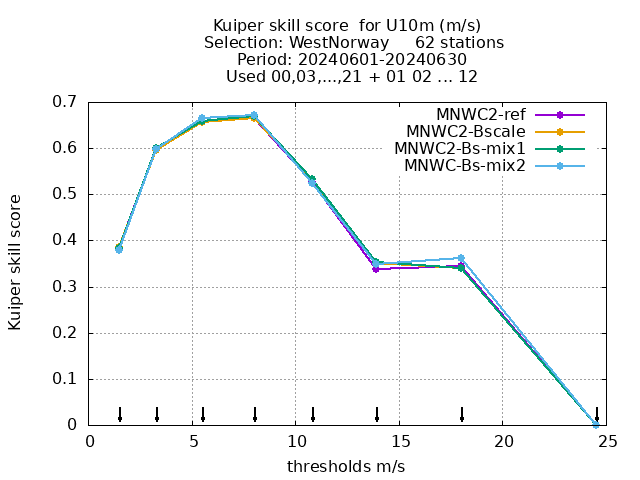 Kuiper skill score  for U10m (m/s)
Selection: WestNorway     62 stations
Period: 20240601-20240630
Used 00,03,...,21 + 01 02 ... 12
MNWC2-ref
MNWC2-Bscale
MNWC2-Bs-mix1
MNWC-Bs-mix2
Kuiper skill score
0.7
0.6
0.5
0.4
0.3
0.2
0.1
0
0 5 10 15 20 25
thresholds m/s